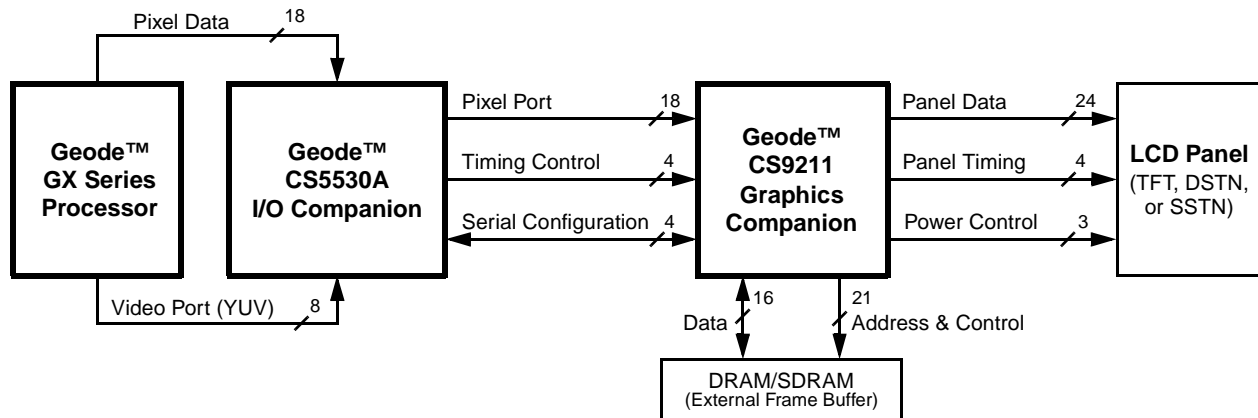 Pixel Data
18
Geode™
GX Series
Processor
Geode™
CS5530A
I/O Companion
Video Port (YUV)
8
Pixel Port
18
Timing Control
4
Serial Configuration
4
Geode™
CS9211
Graphics
Companion
Panel Data
24
Panel Timing
4
Power Control
3
LCD Panel
(TFT, DSTN,
or SSTN)
16
Data
21
Address & Control
DRAM/SDRAM
(External Frame Buffer)